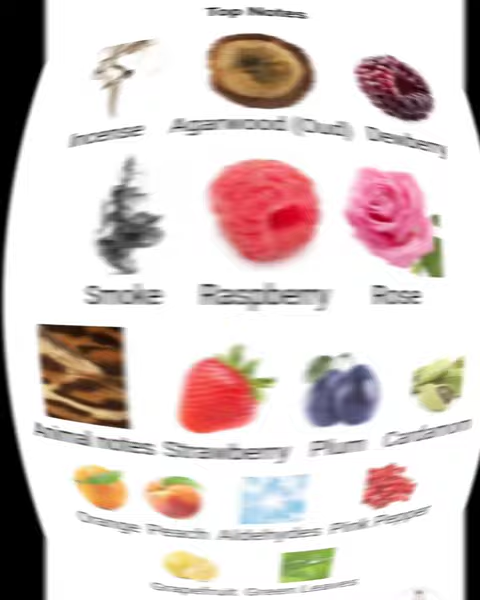 Top Notes
Incense Agarwood (Oud) Dewberry
Smoke Raspberry Rose
Animal notes Strawberry Plum Cardamom
Orange Peach Aldehydes Pink Pepper
Grapefruit Green Leaves